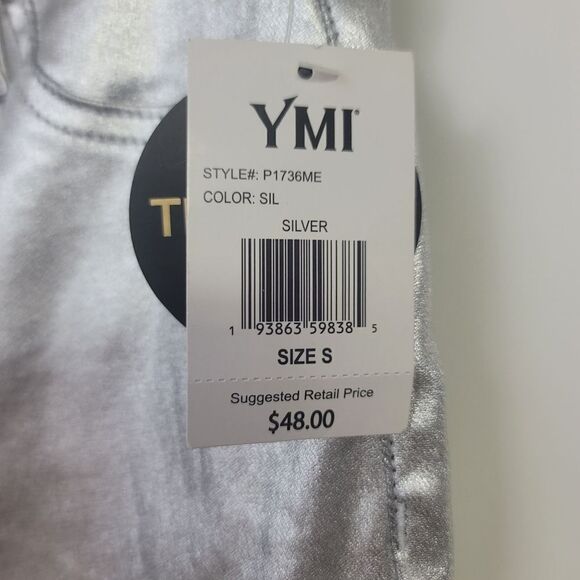 YMI
STYLE#: P1736ME
COLOR: SIL
SILVER
1 93863 59838 5
SIZE S
Suggested Retail Price
$48.00